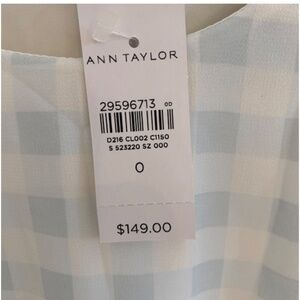 ANN TAYLOR
29596713 OD
D216 CL002 C1150
S 523220 SZ 000
0
$149.00